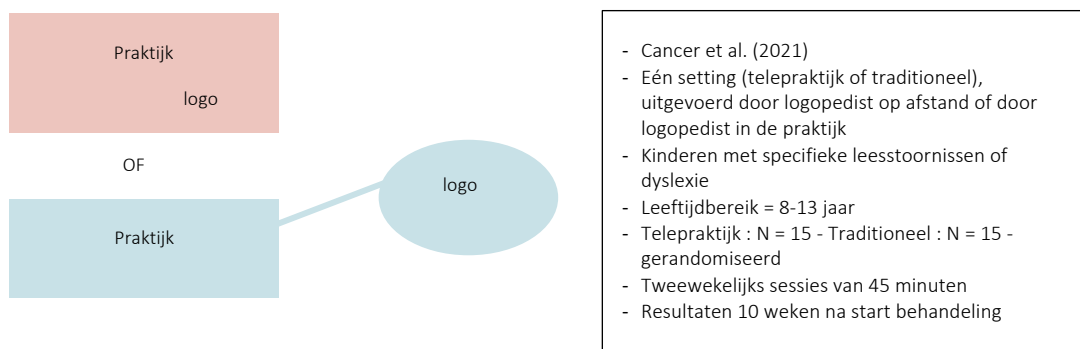 Praktijk
logo
OF
Praktijk
logo
- Cancer et al. (2021)
- Eén setting (telepraktijk of traditioneel),
uitgevoerd door logopedist op afstand of door
logopedist in de praktijk
- Kinderen met specifieke leesstoornissen of
dyslexie
- Leeftijdbereik = 8-13 jaar
- Telepraktijk : N = 15 - Traditioneel : N = 15 -
gerandomiseerd
- Tweewekelijks sessies van 45 minuten
- Resultaten 10 weken na start behandeling